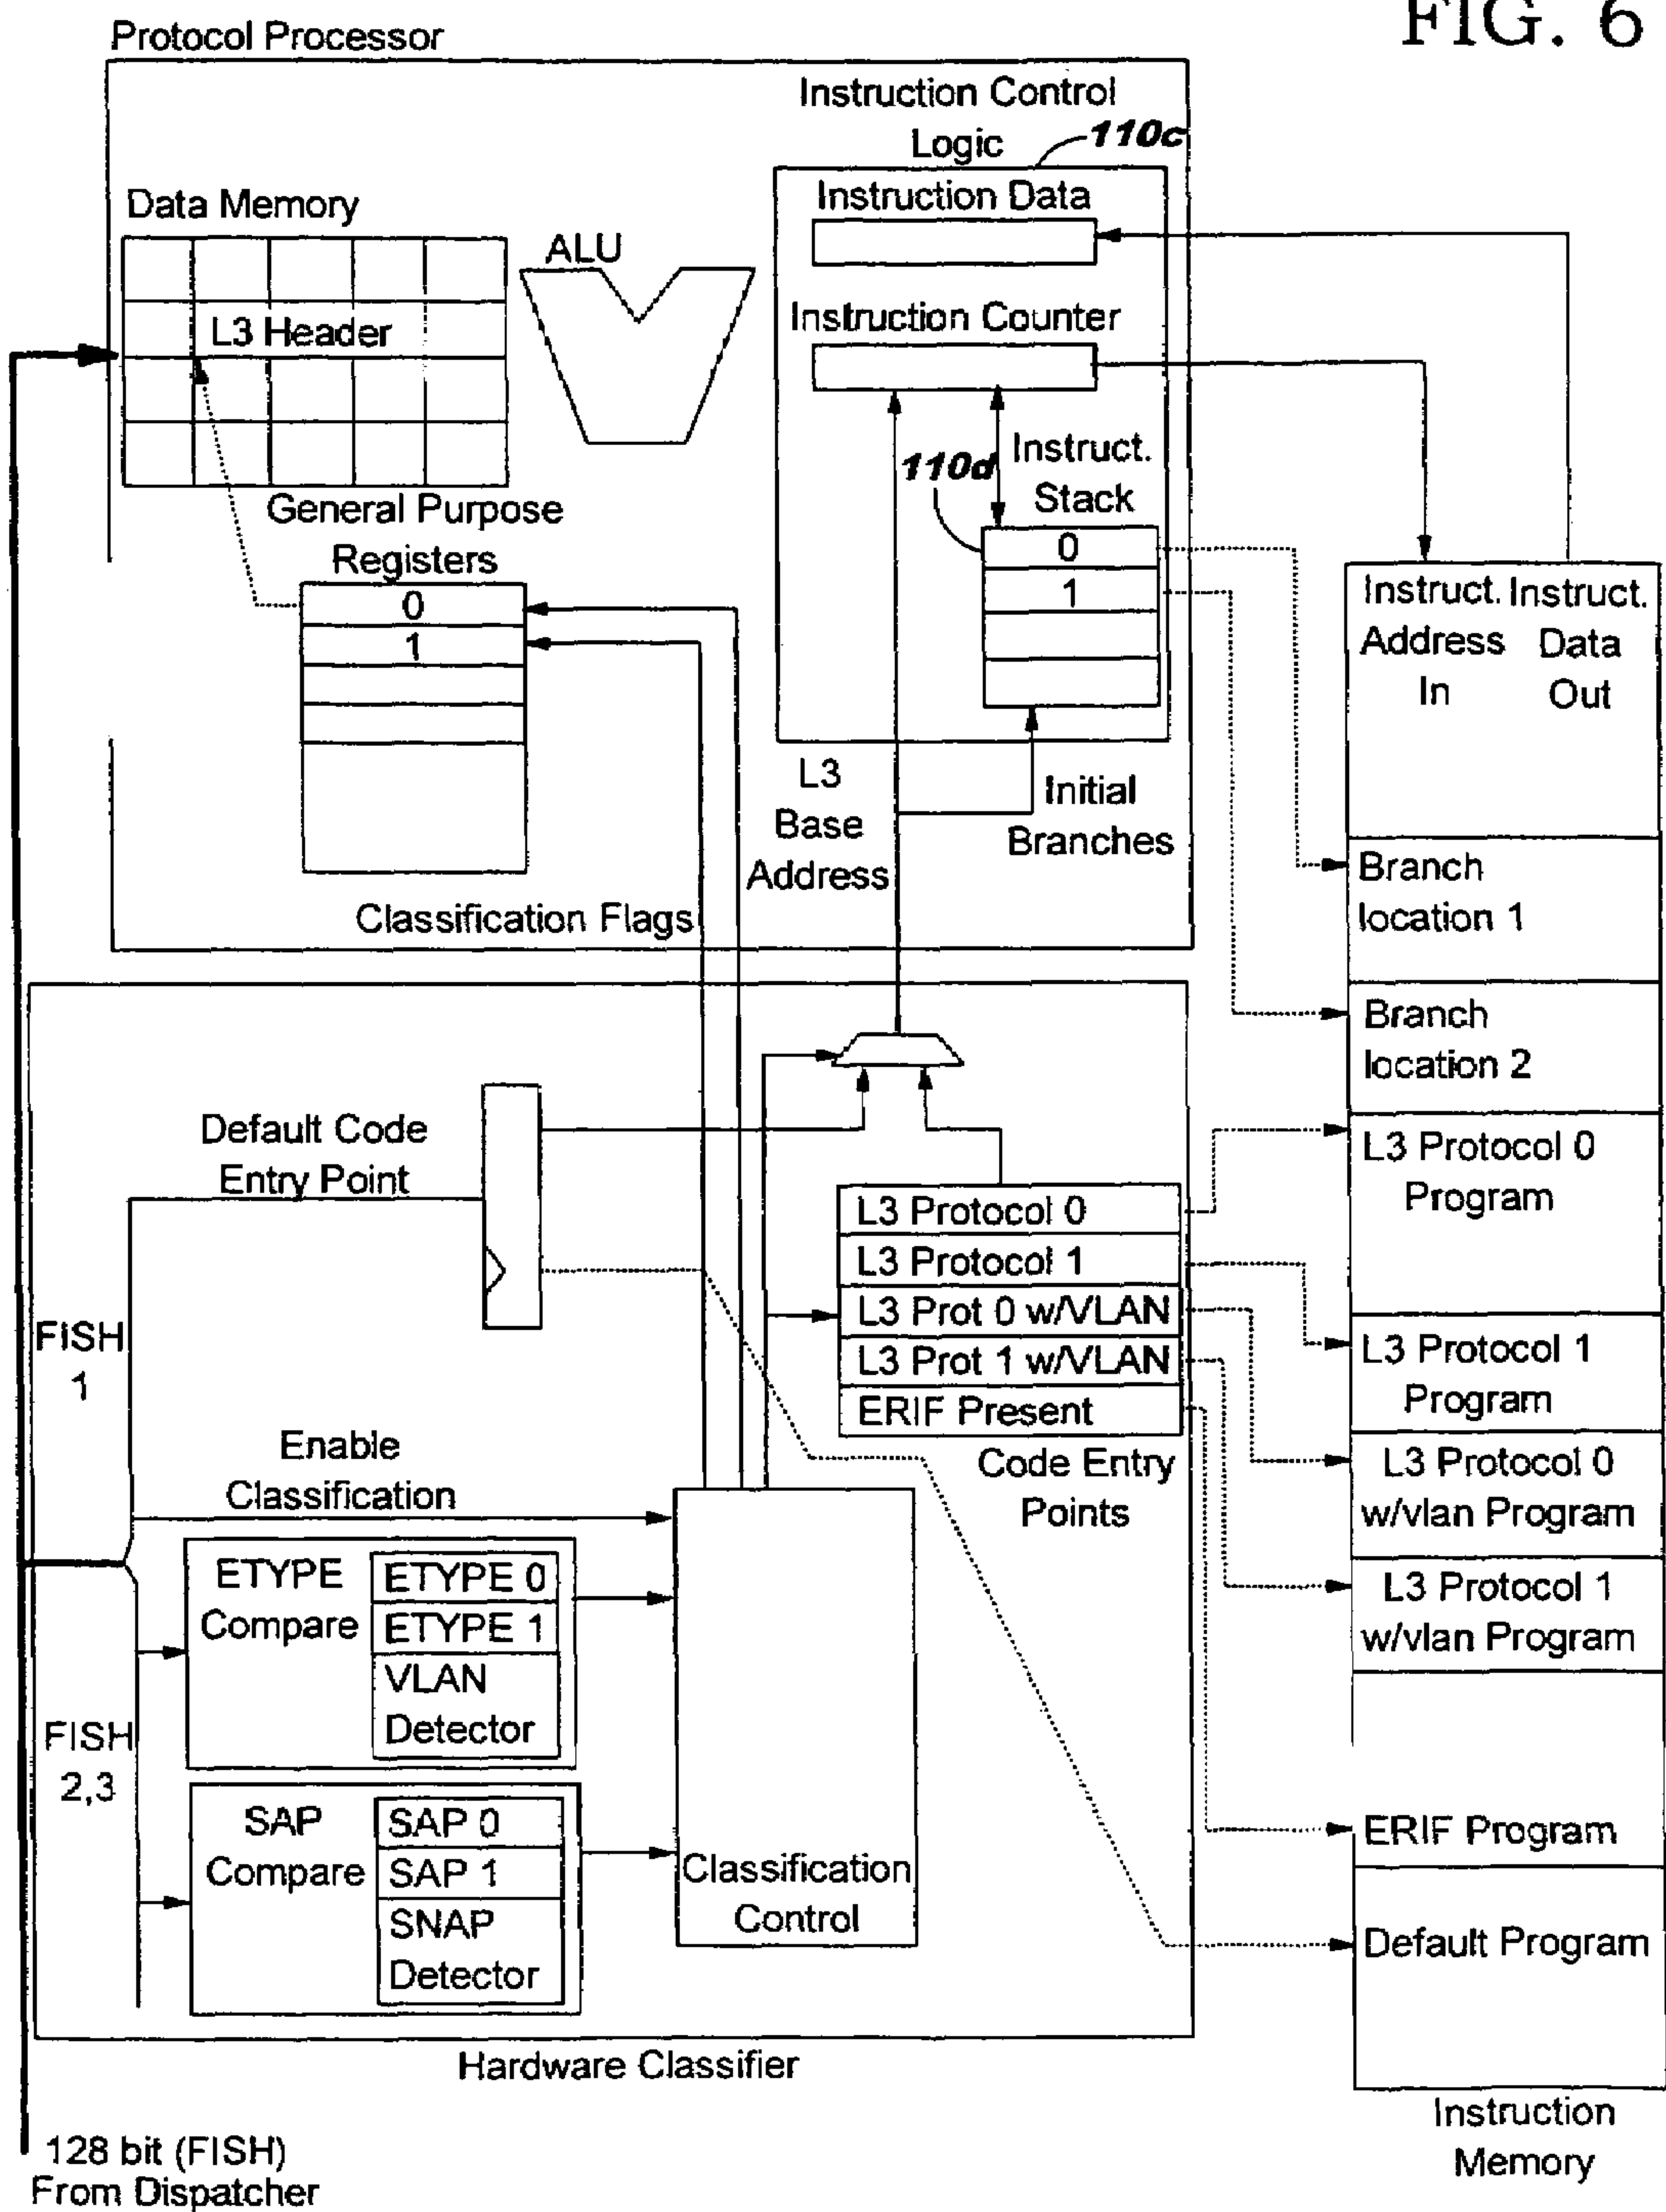 FIG. 6
Protocol Processor
Instruction Control
Logic
110c
Instruction Data
Data Memory
ALU
Instruction Counter
L3 Header
110d
Instruct.
Stack
General Purpose
Registers
0
1
0
1
Instruct.
Address
In
Instruct.
Data
Out
L3
Base
Address
Initial
Branches
Classification Flags
Branch
location 1
Branch
location 2
Default Code
Entry Point
L3 Protocol 0
Program
L3 Protocol 0
L3 Protocol 1
L3 Prot 0 w/VLAN
L3 Prot 1 w/VLAN
ERIF Present
Code Entry
Points
L3 Protocol 1
Program
L3 Protocol 0
w/vlan Program
L3 Protocol 1
w/vlan Program
FISH
1
Enable
Classification
ETYPE
Compare
ETYPE 0
ETYPE 1
VLAN
Detector
FISH
2,3
SAP
Compare
SAP 0
SAP 1
SNAP
Detector
Classification
Control
ERIF Program
Default Program
Hardware Classifier
Instruction
Memory
128 bit (FISH)
From Dispatcher